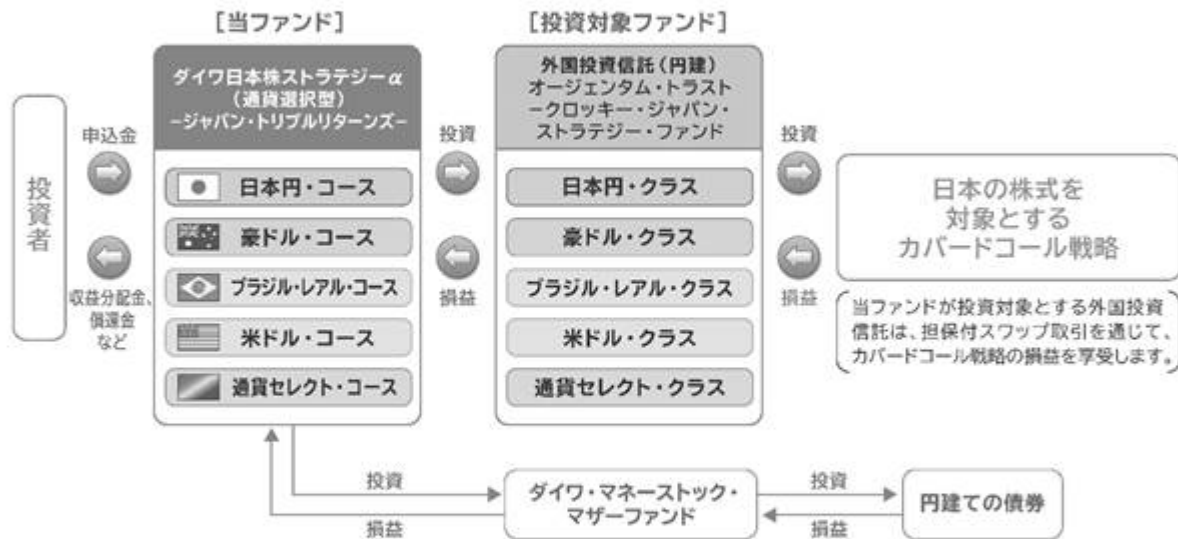 ［当ファンド］
［投資対象ファンド］
投資者
申込金
収益分配金、
償還金
など
ダイワ日本株ストラテジーα
（通貨選択型）
－ジャパン・トリプルリターンズ－
日本円・コース
豪ドル・コース
ブラジル・レアル・コース
米ドル・コース
通貨セレクト・コース
投資
損益
外国投資信託（円建）
オージェンタム・トラスト
－クロッキー・ジャパン・
ストラテジー・ファンド
日本円・クラス
豪ドル・クラス
ブラジル・レアル・クラス
米ドル・クラス
通貨セレクト・クラス
投資
損益
日本の株式を
対象とする
カバードコール戦略
当ファンドが投資対象とする外国投資
信託は、担保付スワップ取引を通じて、
カバードコール戦略の損益を享受します。
投資
損益
ダイワ・マネーストック・
マザーファンド
投資
損益
円建ての債券